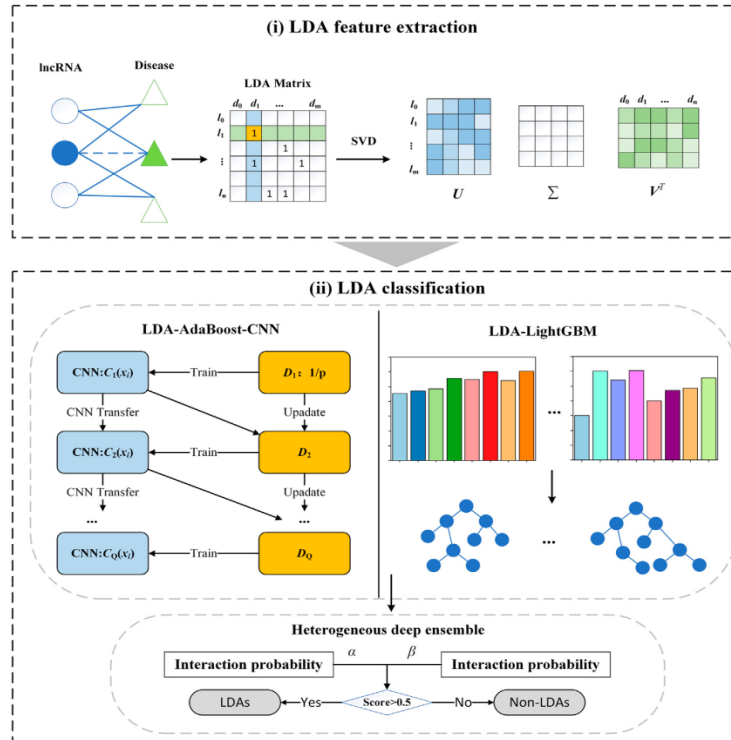 (i) LDA feature extraction
lncRNA
Disease
LDA Matrix
d0 d1 ... dm
l0
l1
⋮
ln
1
1
1 1
1 1
SVD
l0
l1
⋮
lm
U
Σ
d0 d1 ... dn
V^T
(ii) LDA classification
LDA-AdaBoost-CNN
CNN:C1(xi)
Train
D1: 1/p
CNN Transfer
Upadate
CNN:C2(xi)
Train
D2
CNN Transfer
Upadate
...
...
CNN:CQ(xi)
Train
DQ
LDA-LightGBM
...
...
Heterogeneous deep ensemble
Interaction probability
α
β
Interaction probability
LDAs
Yes
Score>0.5
No
Non-LDAs